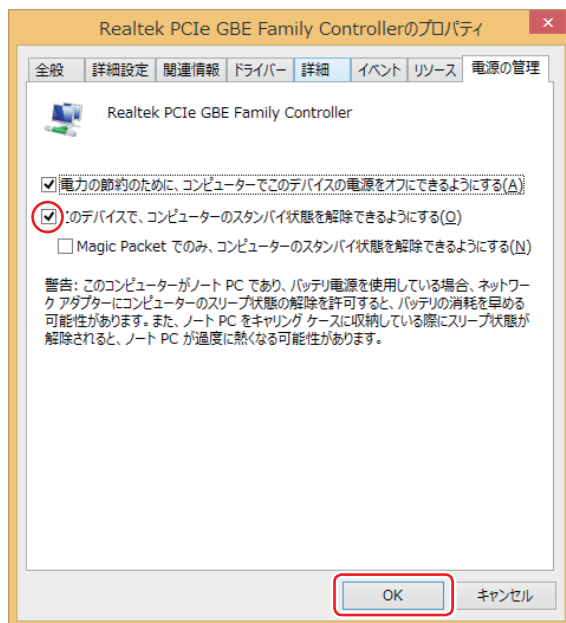 Realtek PCIe GBE Family Controllerのプロパティ
全般 詳細設定 関連情報 ドライバー 詳細 イベント リソース 電源の管理
Realtek PCIe GBE Family Controller
電力の節約のために、コンピューターでこのデバイスの電源をオフにできるようにする(A)
このデバイスで、コンピューターのスタンバイ状態を解除できるようにする(O)
Magic Packet でのみ、コンピューターのスタンバイ状態を解除できるようにする(N)
警告: このコンピューターがノート PC であり、バッテリ電源を使用している場合、ネットワー
ク アダプターにコンピューターのスリープ状態の解除を許可すると、バッテリの消耗を早める
可能性があります。また、ノート PC をキャリング ケースに収納している際にスリープ状態が
解除されると、ノート PC が過度に熱くなる可能性があります。
OK キャンセル